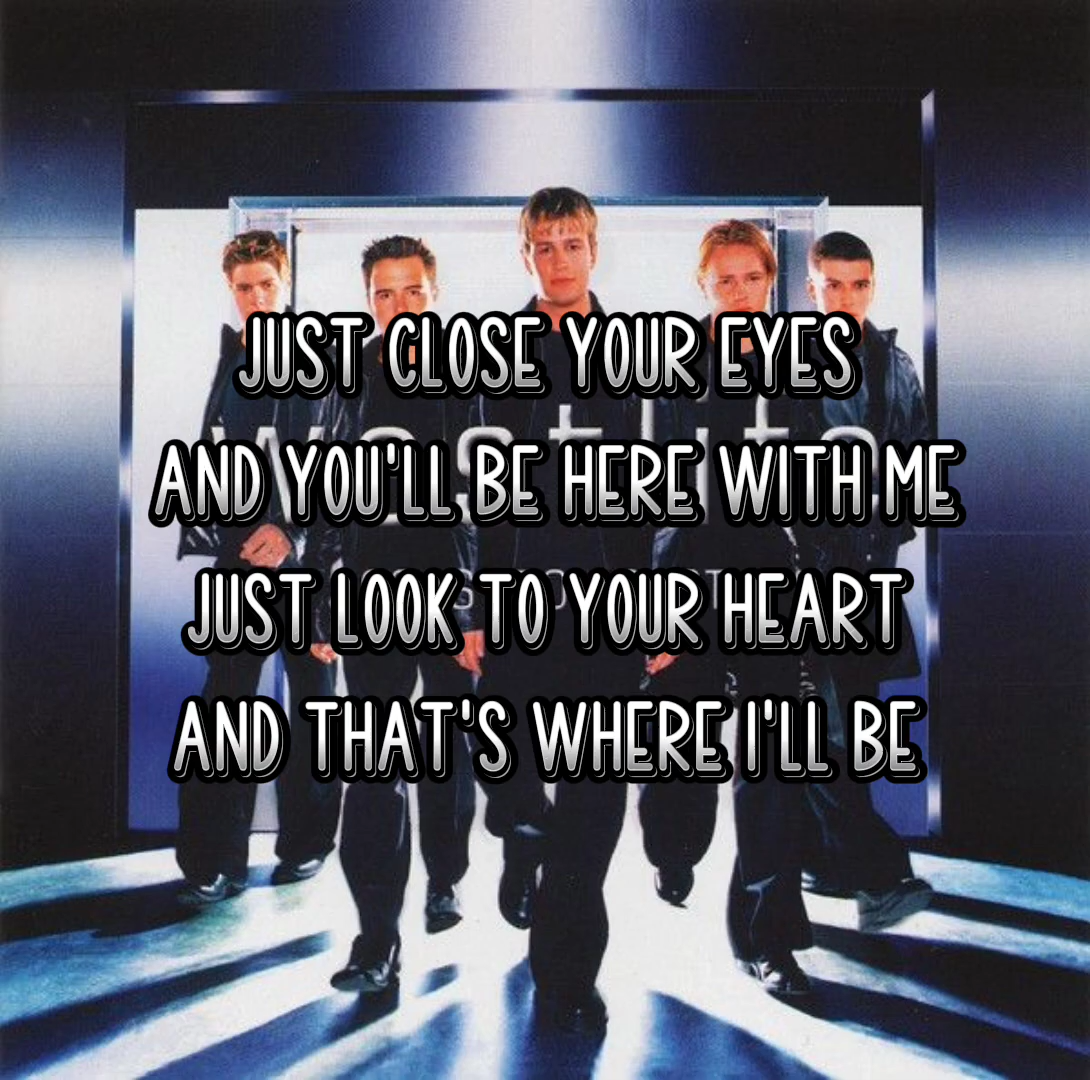 JUST CLOSE YOUR EYES
westlife
AND YOU'LL BE HERE WITH ME
JUST LOOK TO YOUR HEART
AND THAT'S WHERE I'LL BE